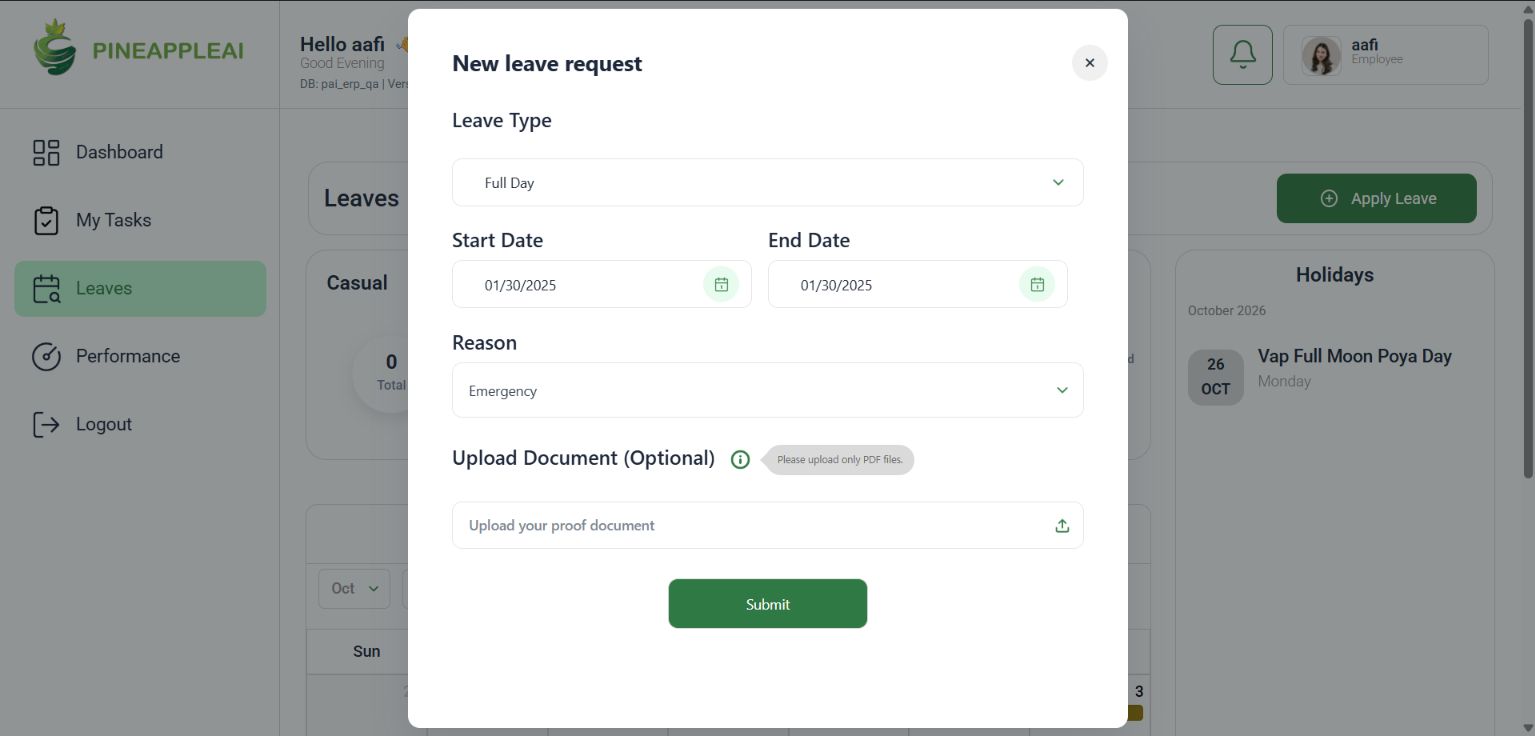 PINEAPPLEAI
Hello aafi
Good Evening
DB: pai_erp_qa | Vers
aafi
Employee
Dashboard
My Tasks
Leaves
Performance
Logout
Leaves
Apply Leave
Casual
0
Total
Oct
Sun
2
New leave request
Leave Type
Full Day
Start Date
End Date
01/30/2025
01/30/2025
Reason
Emergency
Upload Document (Optional)
Please upload only PDF files.
Upload your proof document
Submit
d
3
Holidays
October 2026
26
OCT
Vap Full Moon Poya Day
Monday